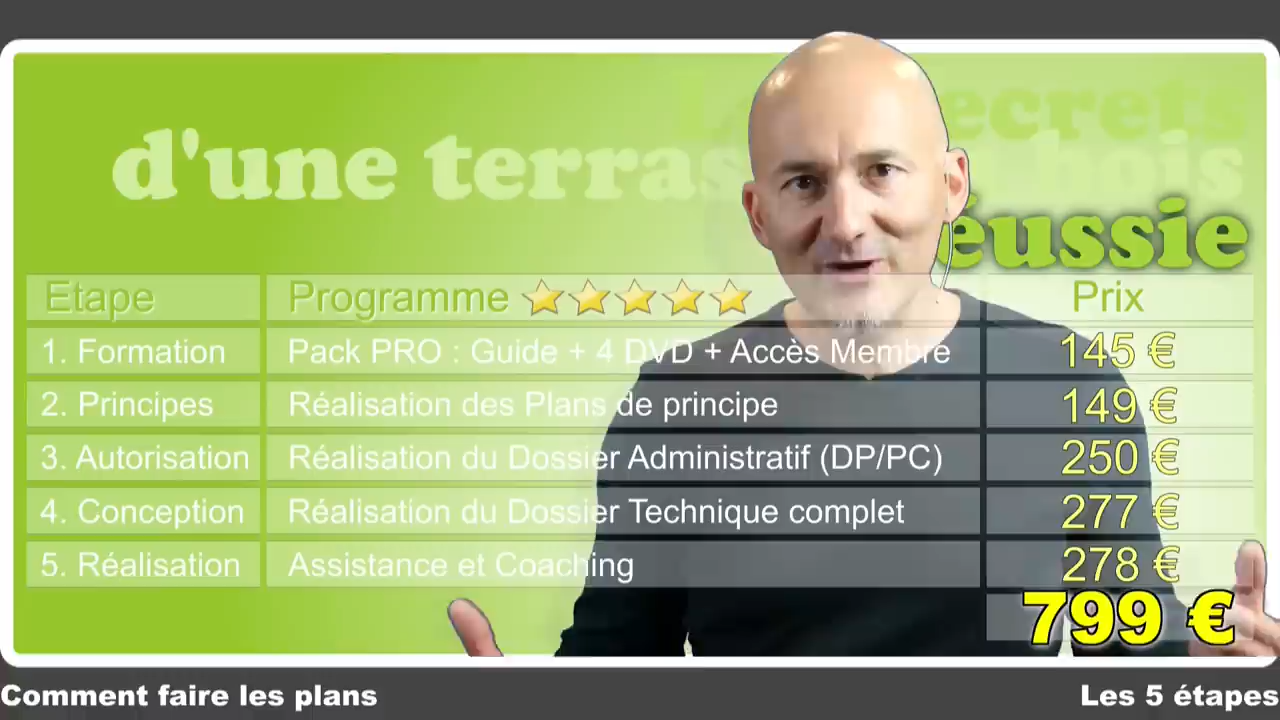 ecrets
d'une terras bois
éussie
Etape Programme Prix
1. Formation Pack PRO : Guide + 4 DVD + Accès Membre 145 €
2. Principes Réalisation des Plans de principe 149 €
3. Autorisation Réalisation du Dossier Administratif (DP/PC) 250 €
4. Conception Réalisation du Dossier Technique complet 277 €
5. Réalisation Assistance et Coaching 278 €
799 €
Comment faire les plans Les 5 étapes